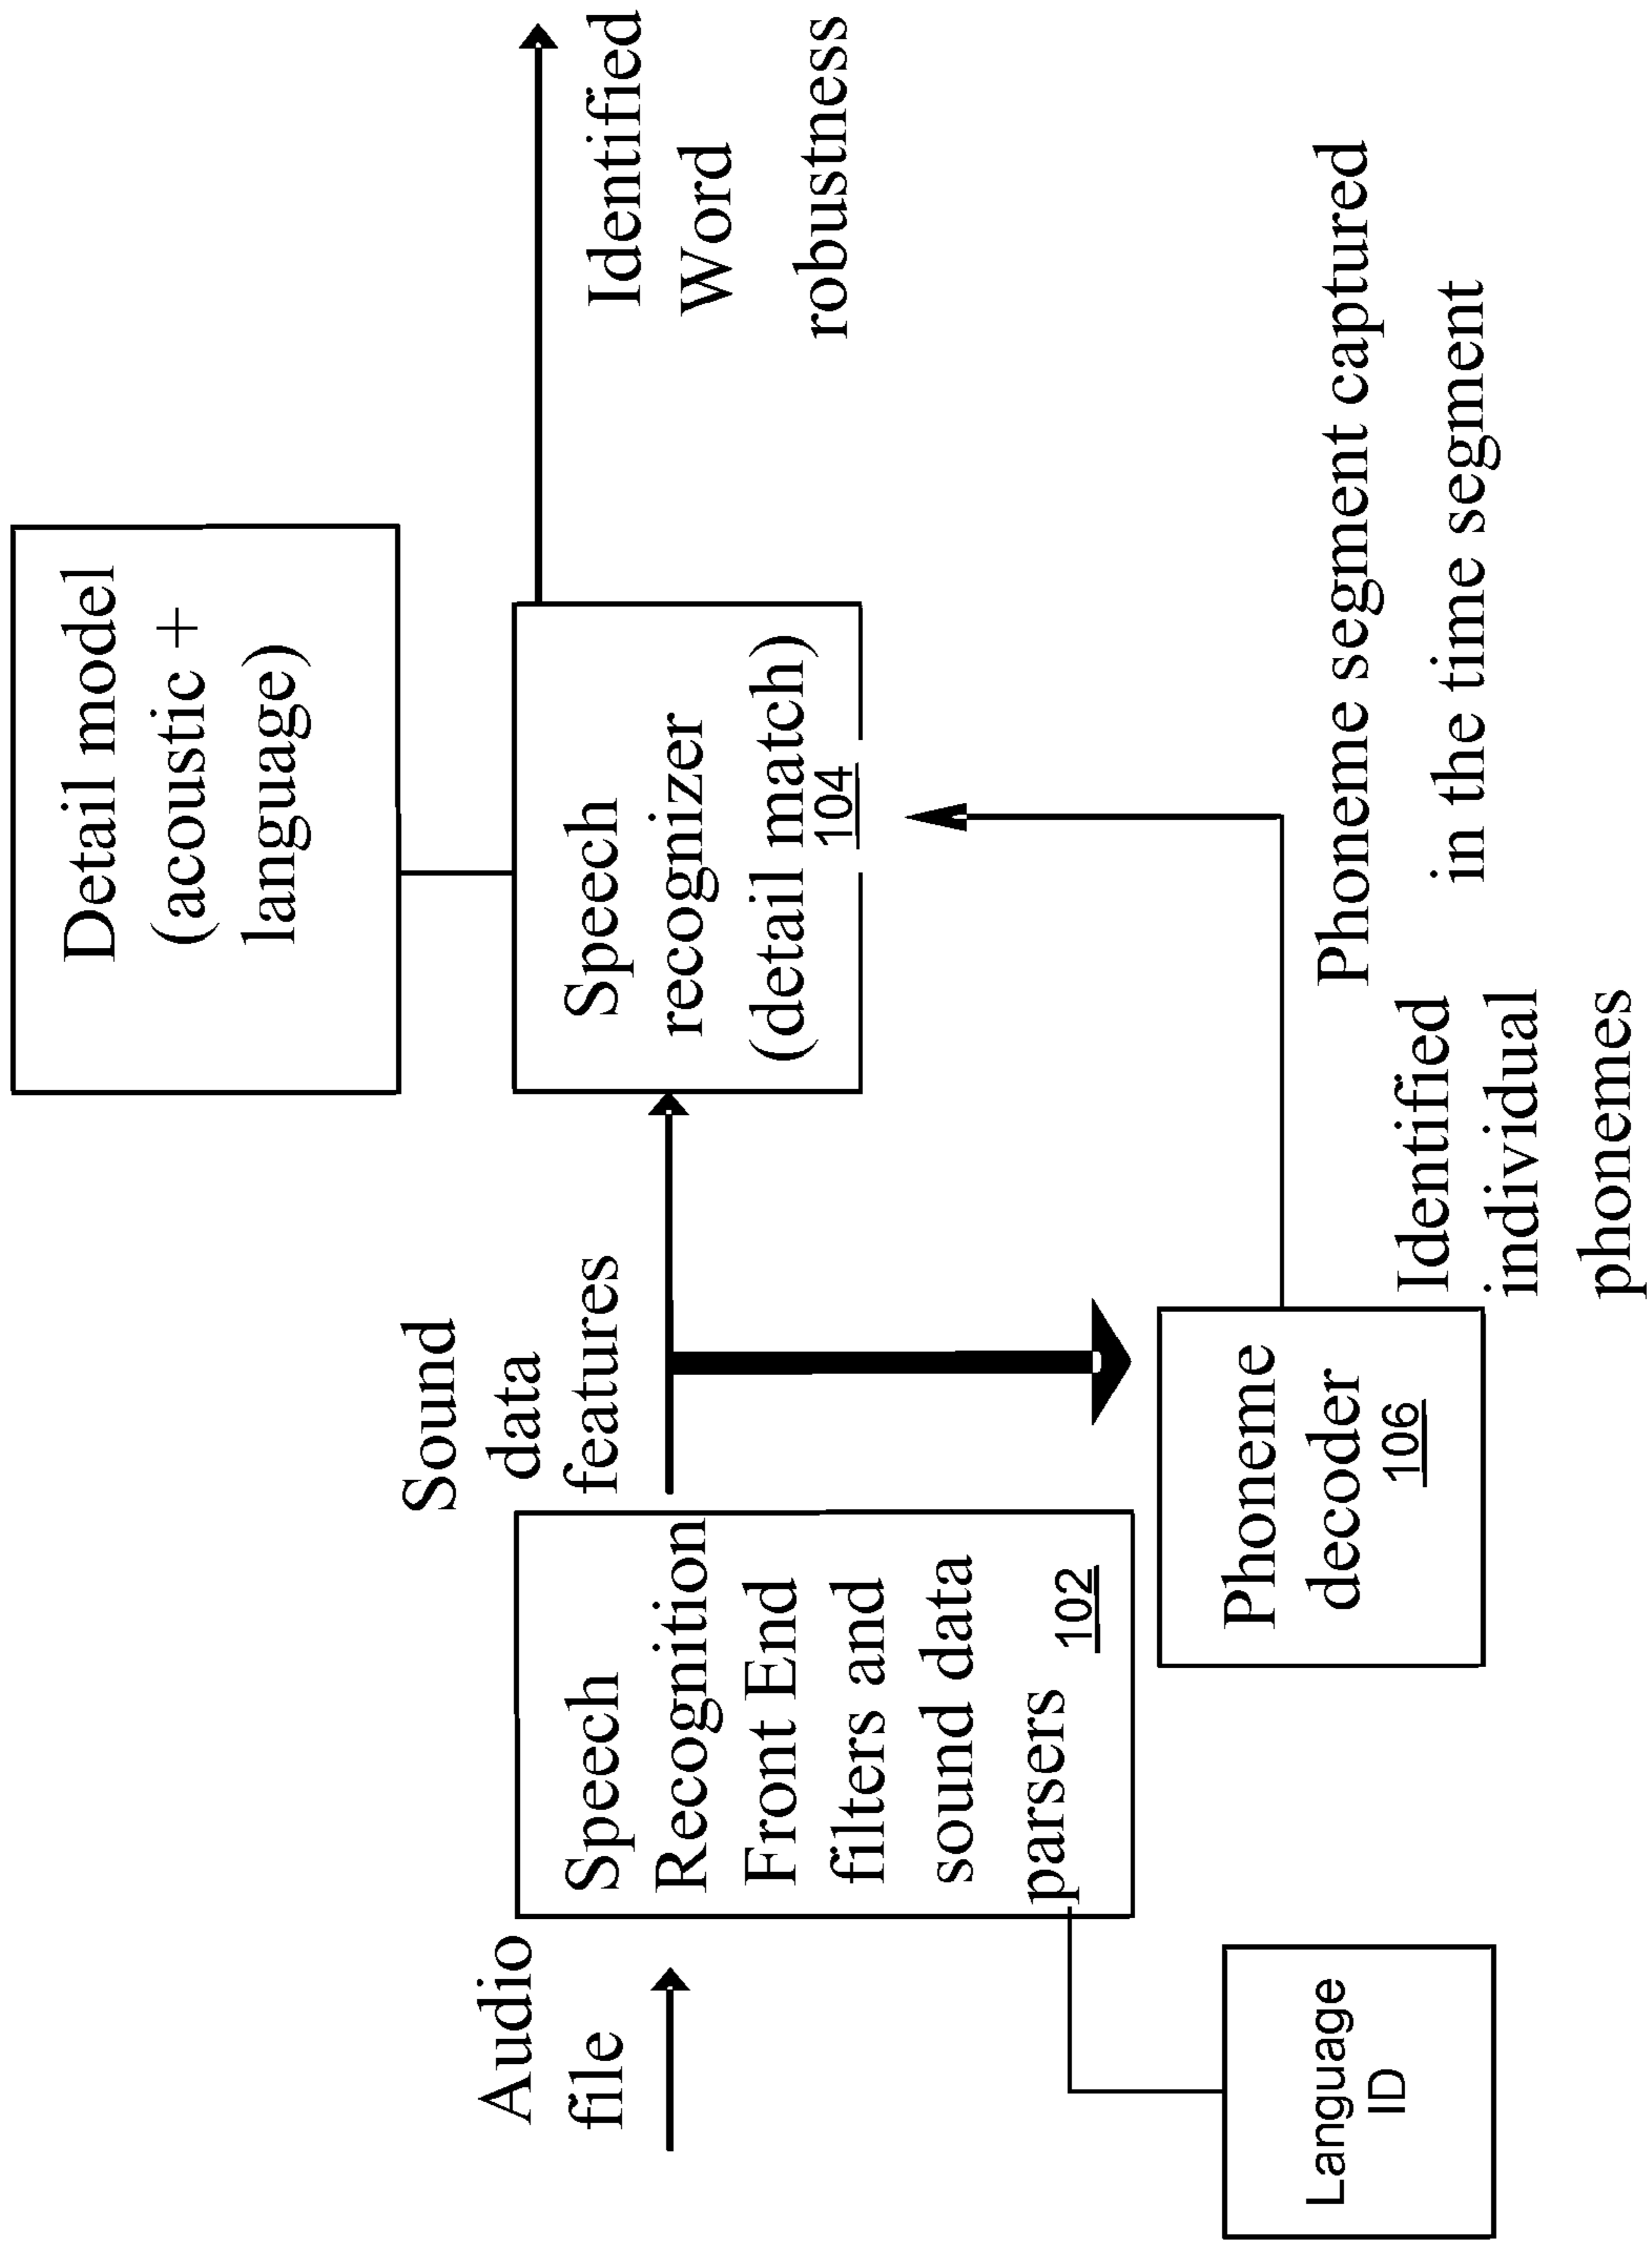 Detail model
(acoustic +
language)
Audio
file
Speech
Recognition
Front End
filters and
sound data
parsers
102
Sound
data
features
Speech
recognizer
(detail match)
104
Identified
Word
robustness
Language
ID
Phoneme
decoder
106
Identified
individual
phonemes
Phoneme segment captured
in the time segment